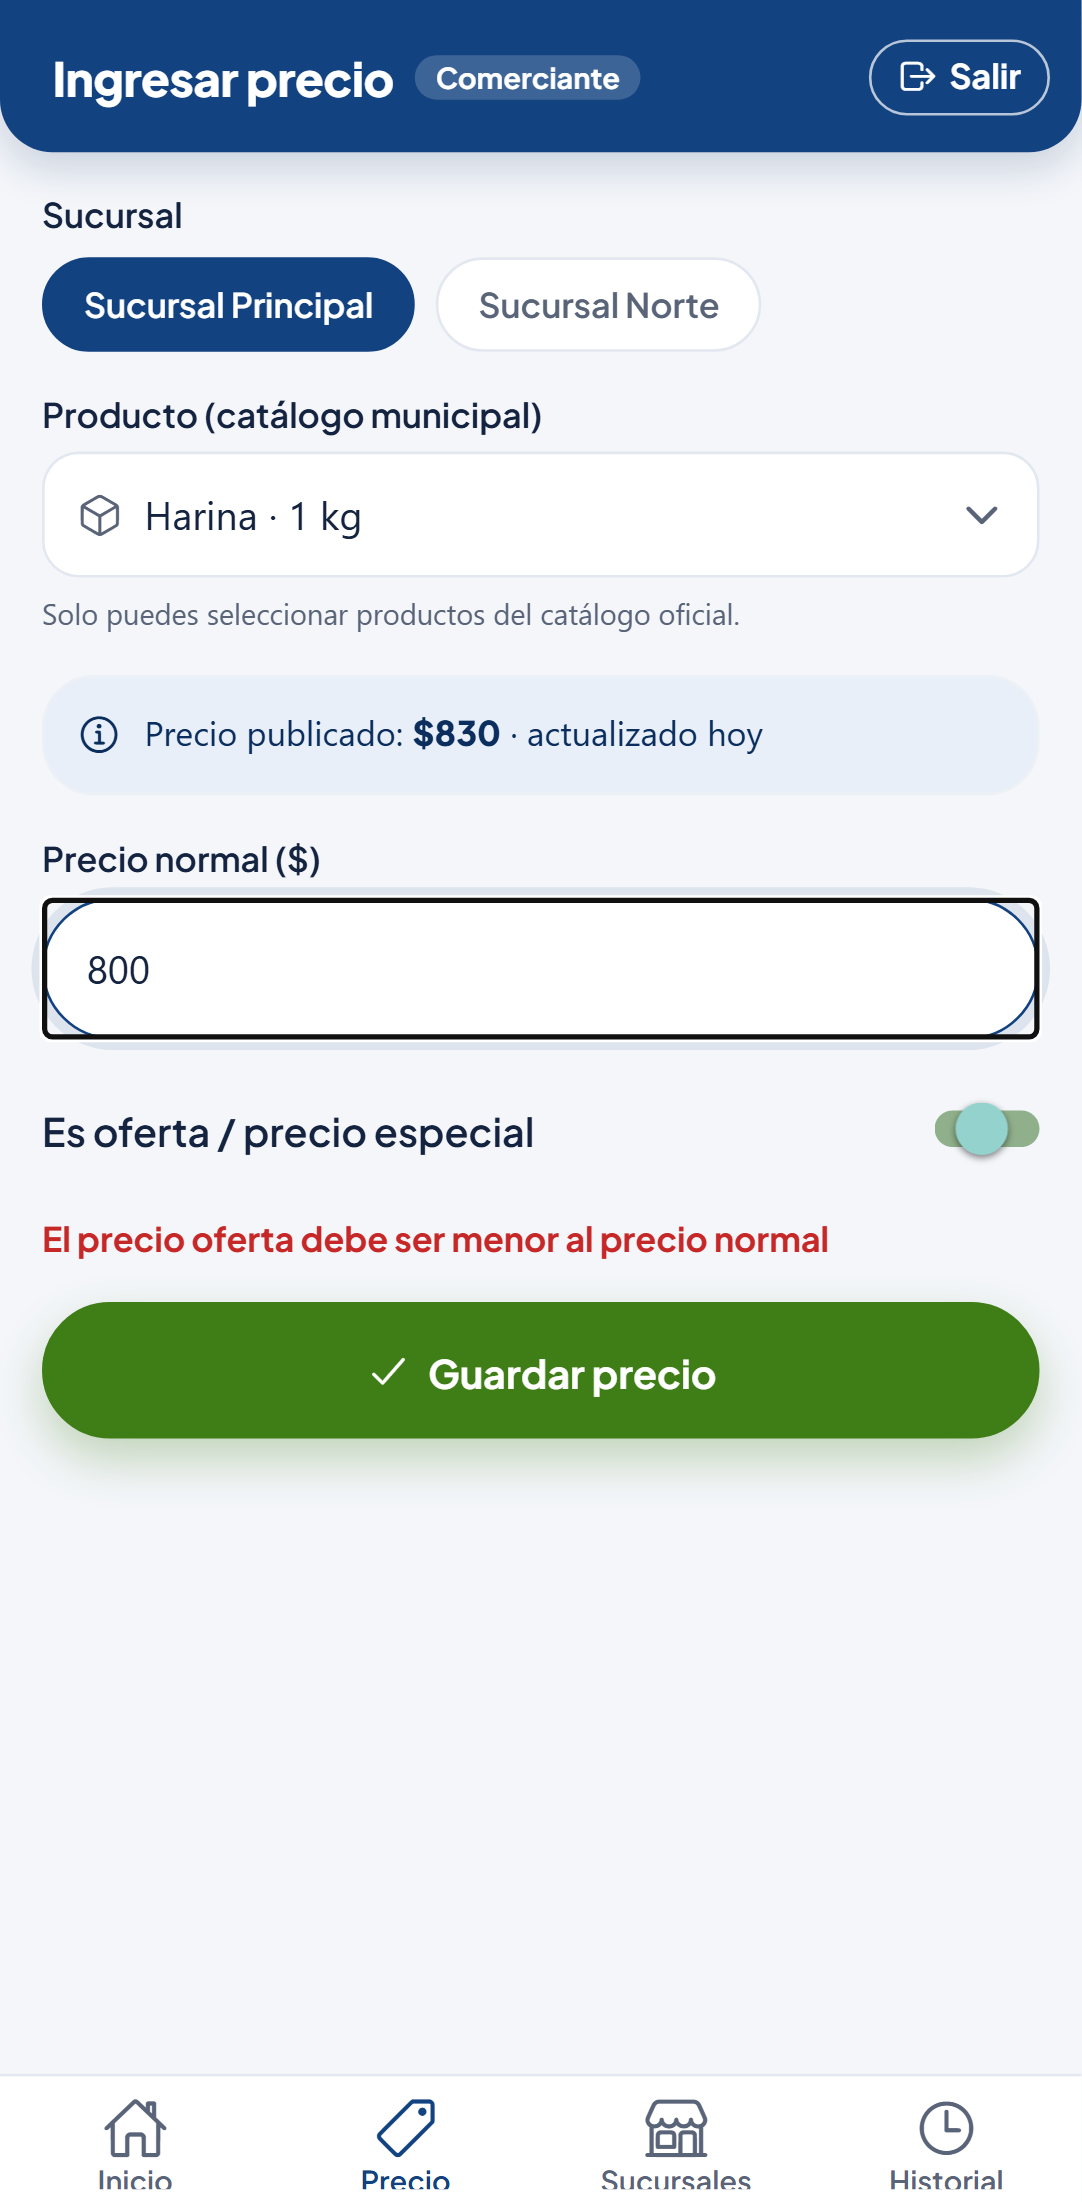 Ingresar precio Comerciante Salir
Sucursal
Sucursal Principal Sucursal Norte
Producto (catálogo municipal)
Harina · 1 kg
Solo puedes seleccionar productos del catálogo oficial.
Precio publicado: $830 · actualizado hoy
Precio normal ($)
800
Es oferta / precio especial
El precio oferta debe ser menor al precio normal
Guardar precio
Inicio Precio Sucursales Historial